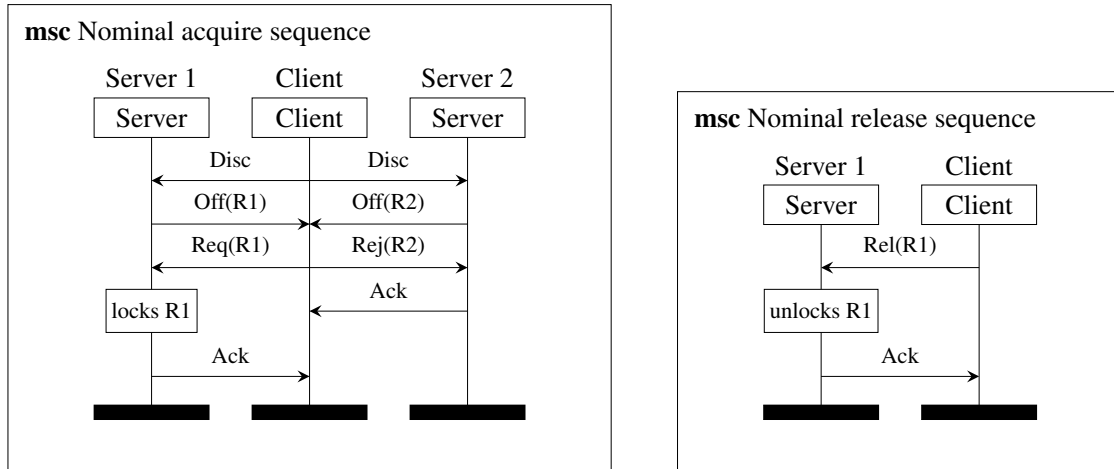 msc Nominal acquire sequence
Server 1 Client Server 2
Server Client Server
Disc Disc
Off(R1) Off(R2)
Req(R1) Rej(R2)
locks R1 Ack
Ack
msc Nominal release sequence
Server 1 Client
Server Client
Rel(R1)
unlocks R1
Ack